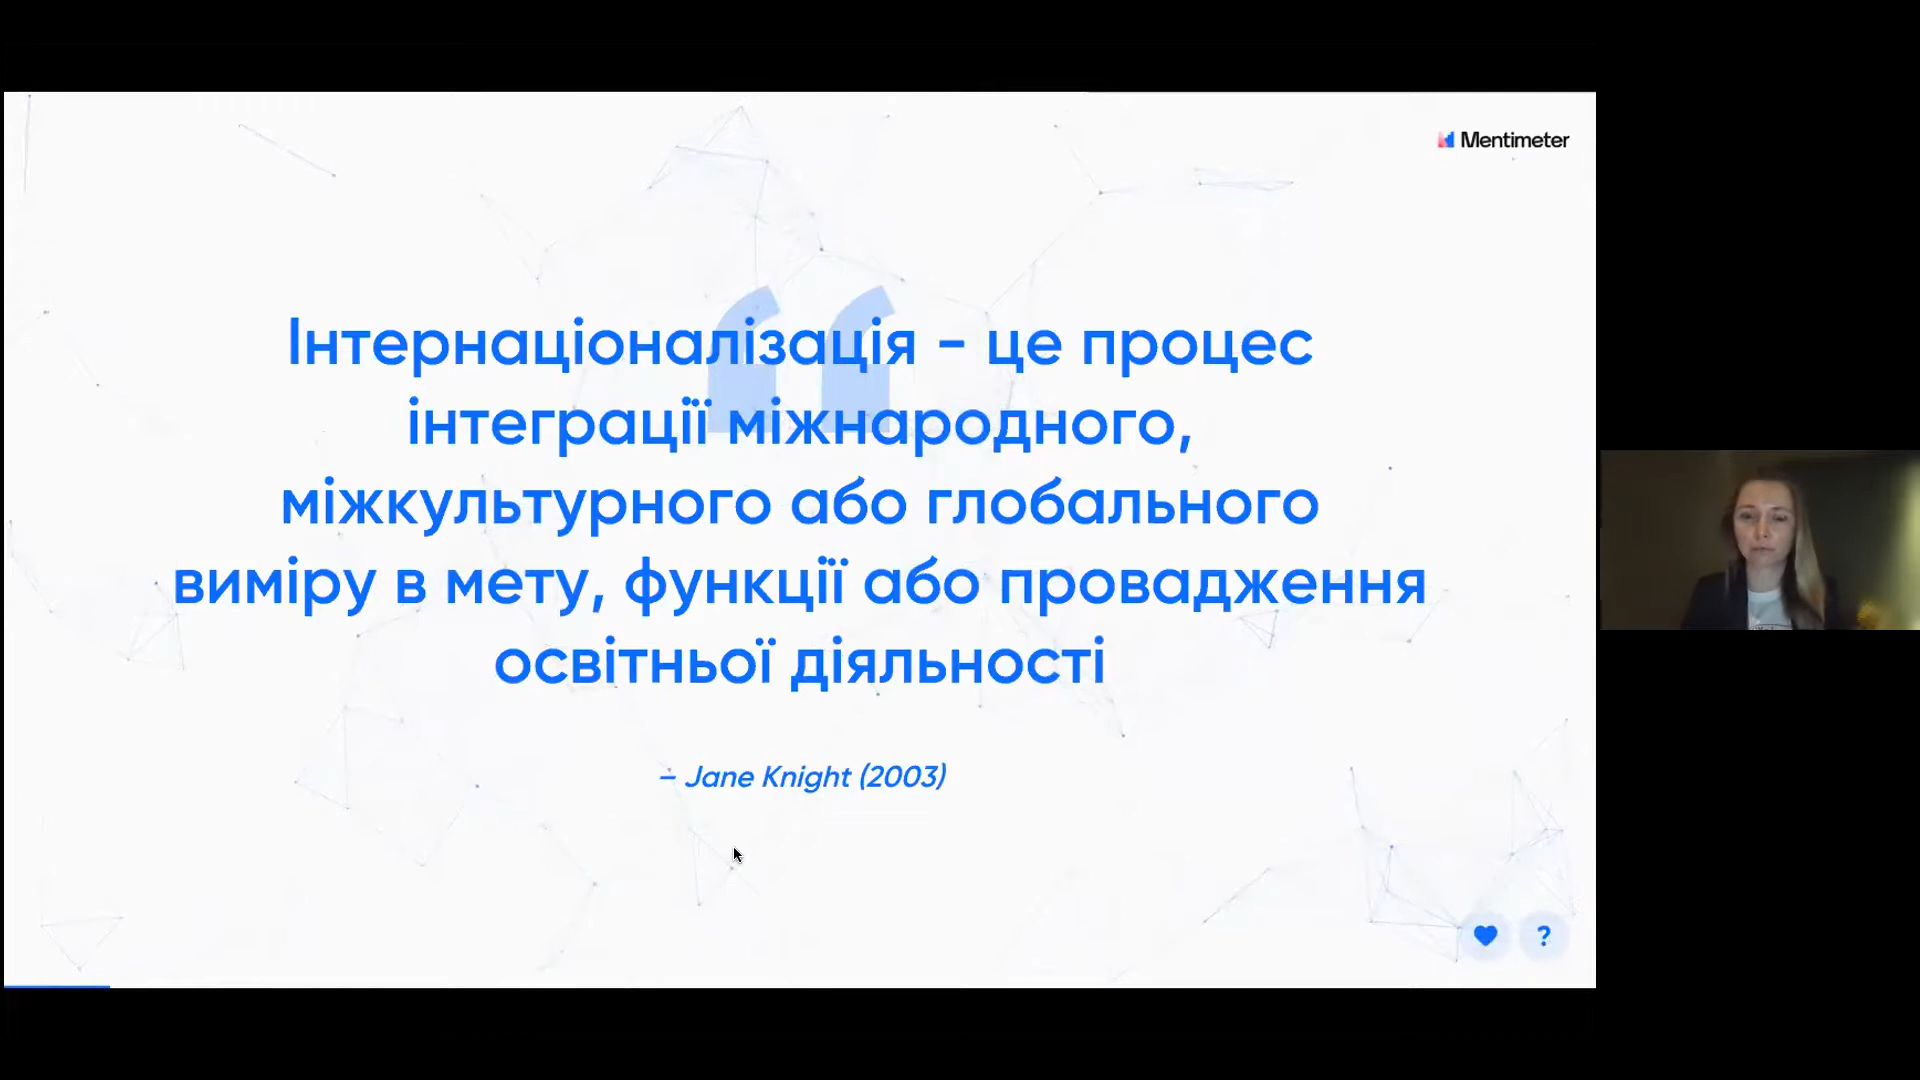 Mentimeter
Інтернаціоналізація - це процес
інтеграції міжнародного,
міжкультурного або глобального
виміру в мету, функції або провадження
освітньої діяльності
– Jane Knight (2003)
?